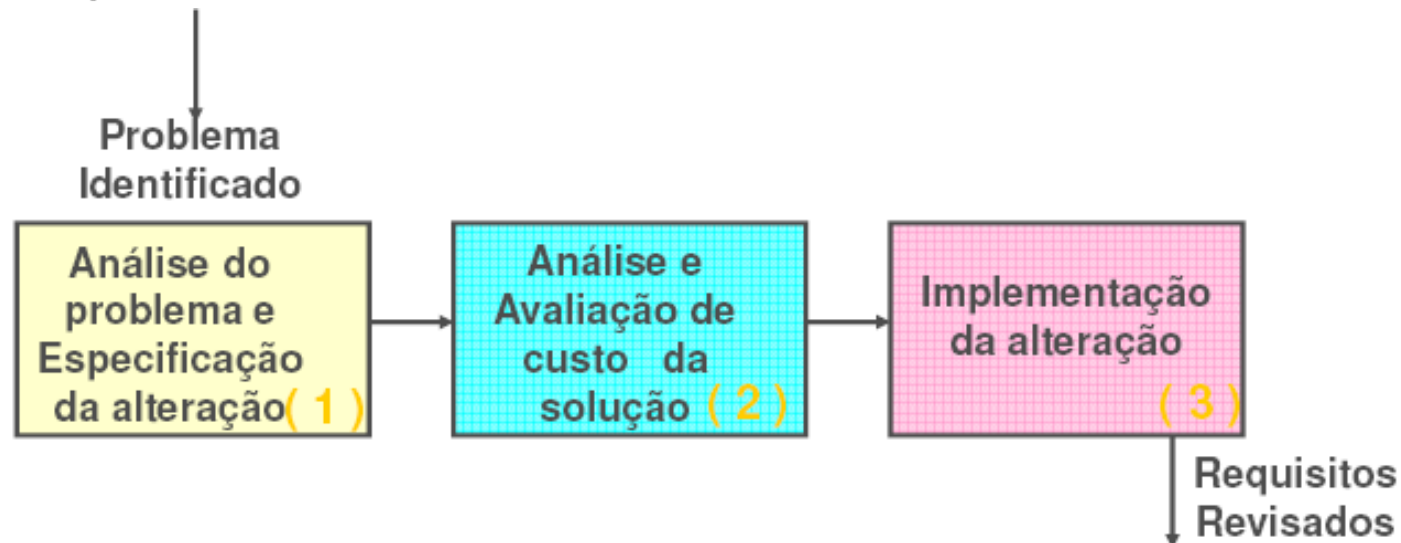 Problema
Identificado
Análise do
problema e
Especificação
da alteração ( 1 )
Análise e
Avaliação de
custo da
solução ( 2 )
Implementação
da alteração
( 3 )
Requisitos
Revisados